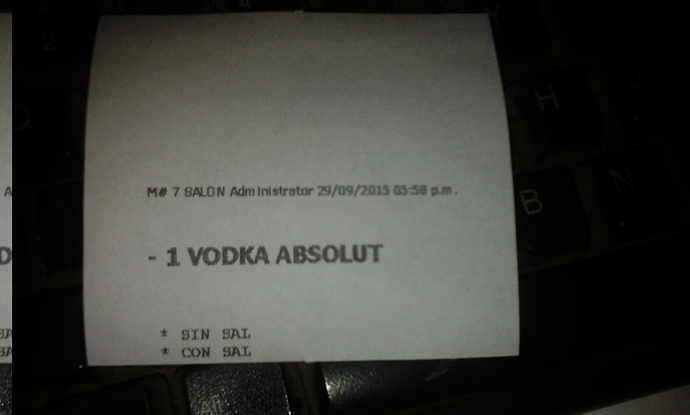 M# 7 SALON Administrator 29/09/2015 05:58 p.m.
- 1 VODKA ABSOLUT
* SIN SAL
* CON SAL
H
J
B
N